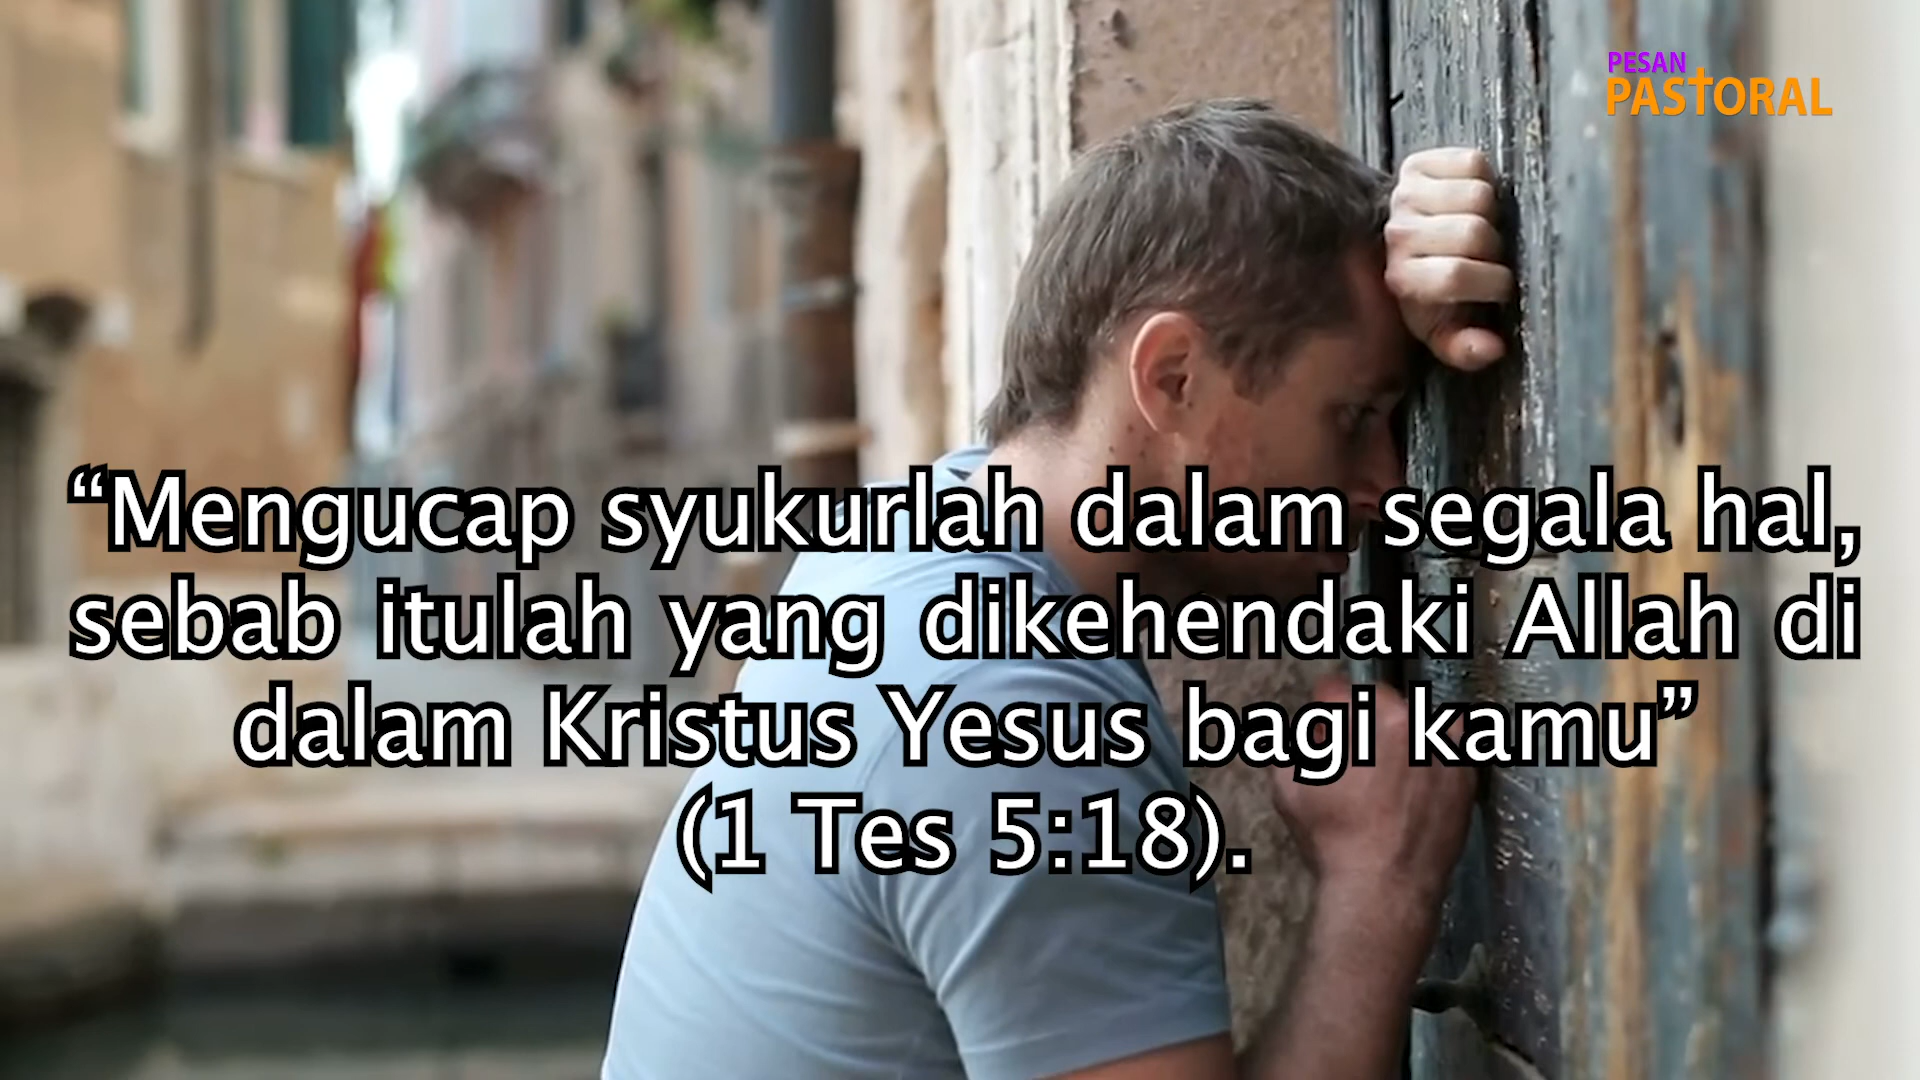 PESAN
PASTORAL
“Mengucap syukurlah dalam segala hal,
sebab itulah yang dikehendaki Allah di
dalam Kristus Yesus bagi kamu”
(1 Tes 5:18).